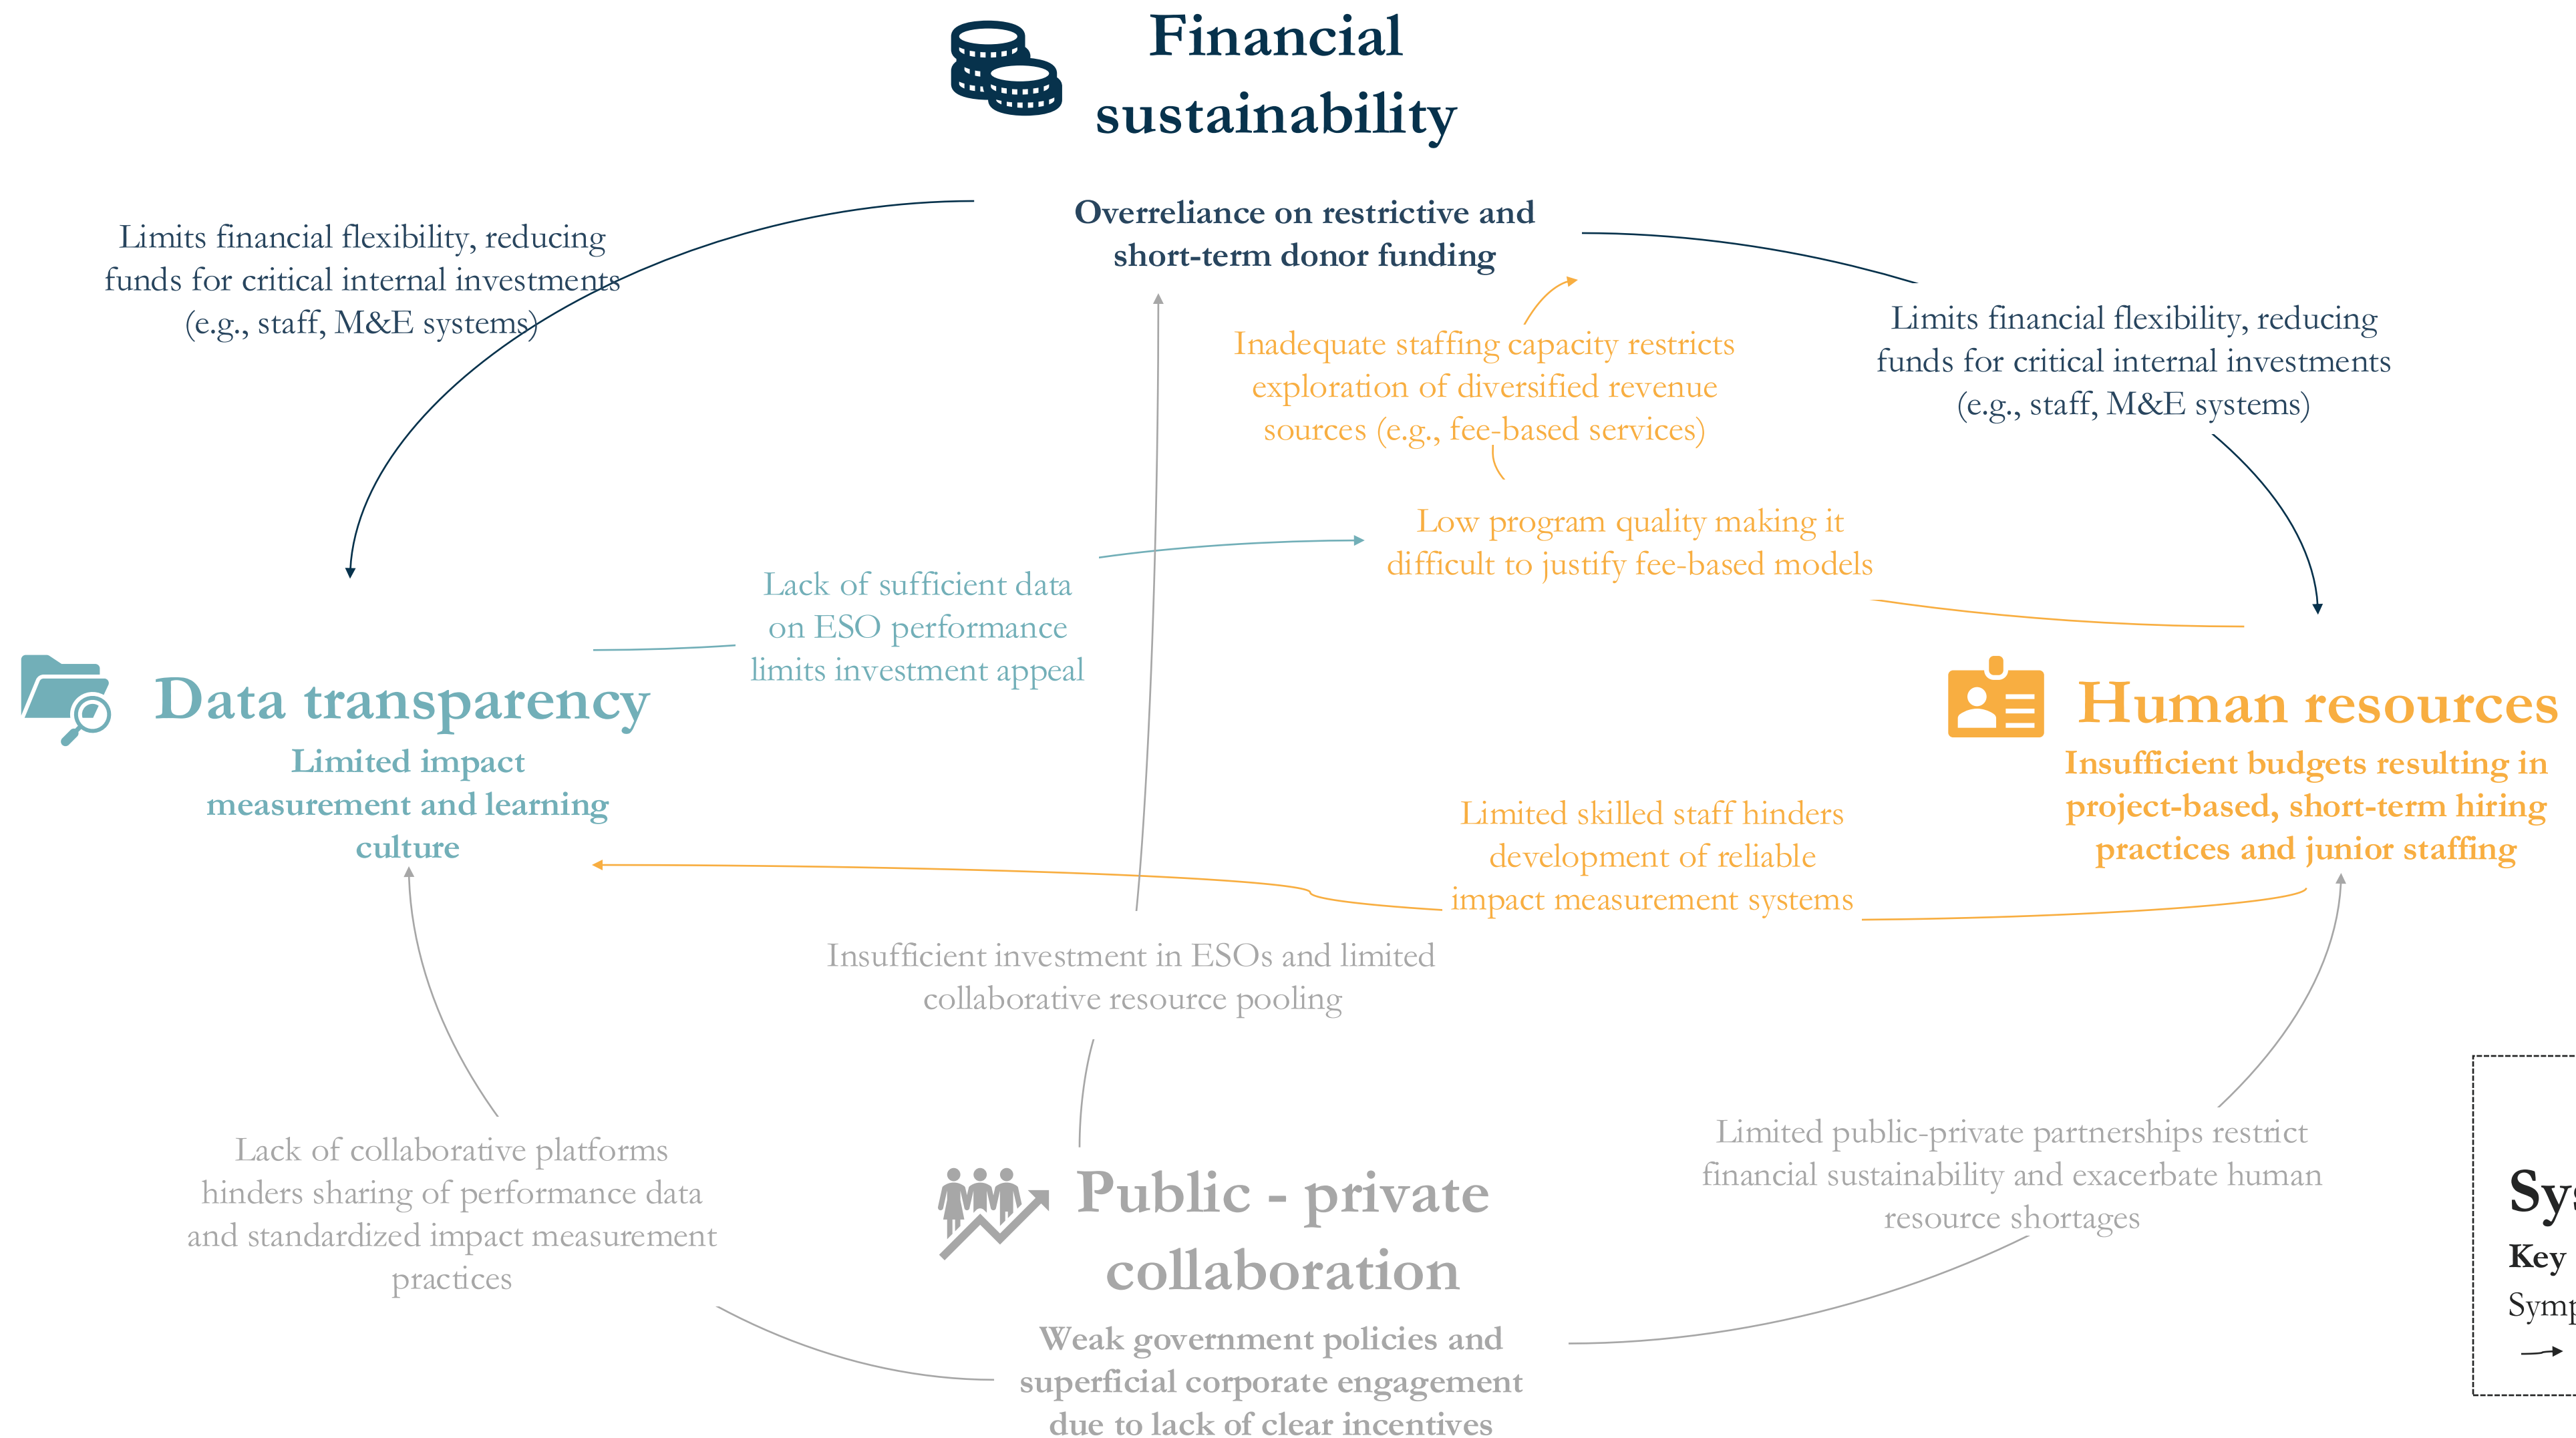 Financial
sustainability
Overreliance on restrictive and
short-term donor funding
Limits financial flexibility, reducing
funds for critical internal investments
(e.g., staff, M&E systems)
Inadequate staffing capacity restricts
exploration of diversified revenue
sources (e.g., fee-based services)
Limits financial flexibility, reducing
funds for critical internal investments
(e.g., staff, M&E systems)
Low program quality making it
difficult to justify fee-based models
Lack of sufficient data
on ESO performance
limits investment appeal
Data transparency
Limited impact
measurement and learning
culture
Human resources
Insufficient budgets resulting in
project-based, short-term hiring
practices and junior staffing
Limited skilled staff hinders
development of reliable
impact measurement systems
Insufficient investment in ESOs and limited
collaborative resource pooling
Lack of collaborative platforms
hinders sharing of performance data
and standardized impact measurement
practices
Limited public-private partnerships restrict
financial sustainability and exacerbate human
resource shortages
Public - private
collaboration
Weak government policies and
superficial corporate engagement
due to lack of clear incentives
Key